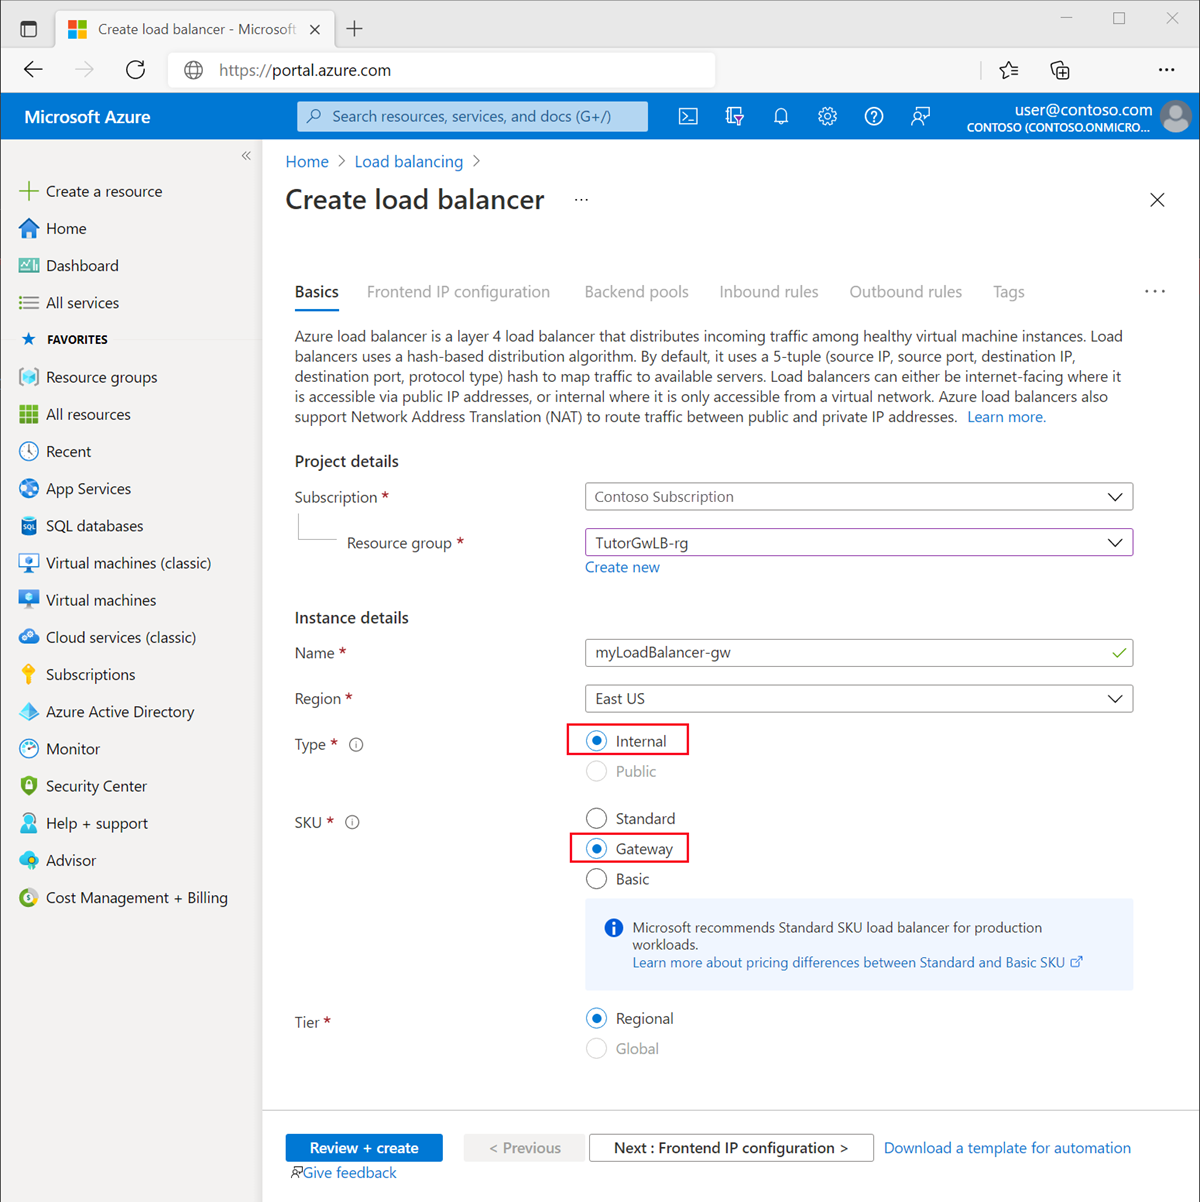 Create load balancer - Microsoft
https://portal.azure.com
Microsoft Azure
Search resources, services, and docs (G+/)
user@contoso.com
CONTOSO (CONTOSO.ONMICRO...
Create a resource
Home
Dashboard
All services
FAVORITES
Resource groups
All resources
Recent
App Services
SQL databases
Virtual machines (classic)
Virtual machines
Cloud services (classic)
Subscriptions
Azure Active Directory
Monitor
Security Center
Help + support
Advisor
Cost Management + Billing
Home > Load balancing >
Create load balancer ...
Basics Frontend IP configuration Backend pools Inbound rules Outbound rules Tags ...
Azure load balancer is a layer 4 load balancer that distributes incoming traffic among healthy virtual machine instances. Load
balancers uses a hash-based distribution algorithm. By default, it uses a 5-tuple (source IP, source port, destination IP,
destination port, protocol type) hash to map traffic to available servers. Load balancers can either be internet-facing where it
is accessible via public IP addresses, or internal where it is only accessible from a virtual network. Azure load balancers also
support Network Address Translation (NAT) to route traffic between public and private IP addresses. Learn more.
Project details
Subscription * Contoso Subscription
Resource group * TutorGwLB-rg
Create new
Instance details
Name * myLoadBalancer-gw
Region * East US
Type * Internal
Public
SKU * Standard
Gateway
Basic
Microsoft recommends Standard SKU load balancer for production
workloads.
Learn more about pricing differences between Standard and Basic SKU
Tier * Regional
Global
Review + create < Previous Next : Frontend IP configuration > Download a template for automation
Give feedback